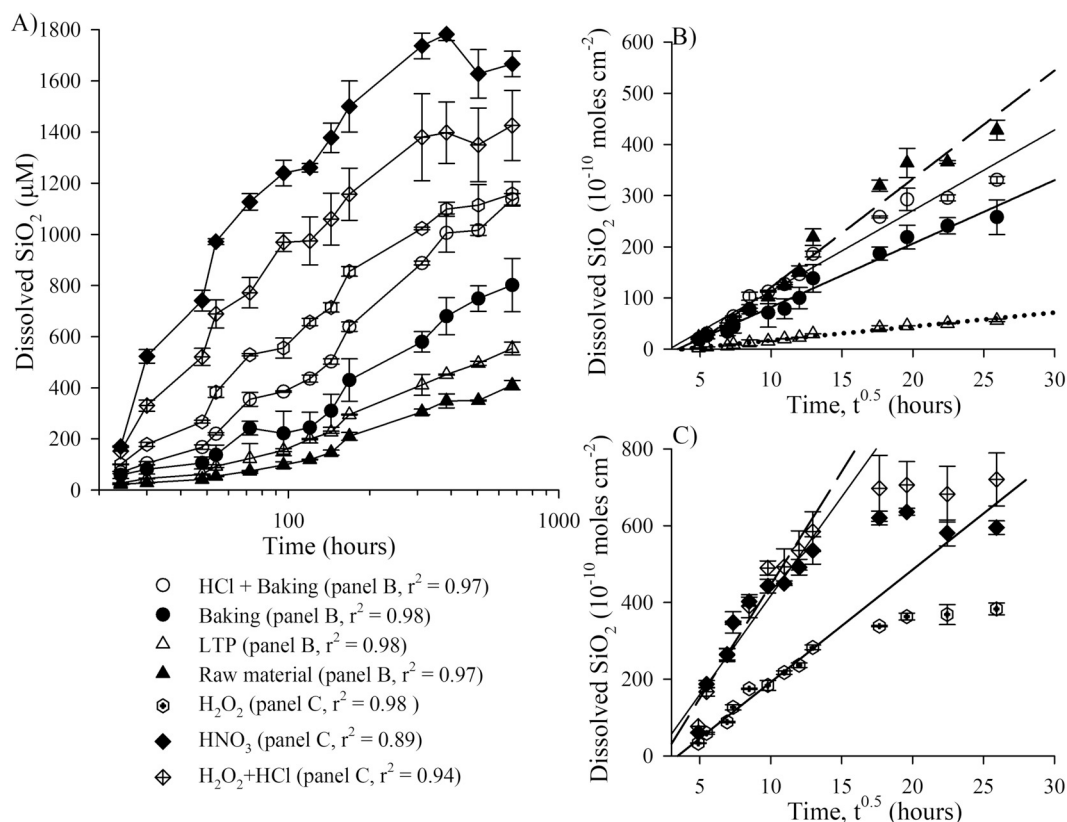 A)
1800
1600
1400
1200
1000
800
600
400
200
0
Dissolved SiO₂ (µM)
100
1000
Time (hours)
HCl + Baking (panel B, r² = 0.97)
Baking (panel B, r² = 0.98)
LTP (panel B, r² = 0.98)
Raw material (panel B, r² = 0.97)
H₂O₂ (panel C, r² = 0.98 )
HNO₃ (panel C, r² = 0.89)
H₂O₂+HCl (panel C, r² = 0.94)
B)
600
500
400
300
200
100
0
Dissolved SiO₂ (10⁻¹⁰ moles cm⁻²)
5 10 15 20 25 30
Time, t⁰·⁵ (hours)
C)
800
600
400
200
0
Dissolved SiO₂ (10⁻¹⁰ moles cm⁻²)
5 10 15 20 25 30
Time, t⁰·⁵ (hours)